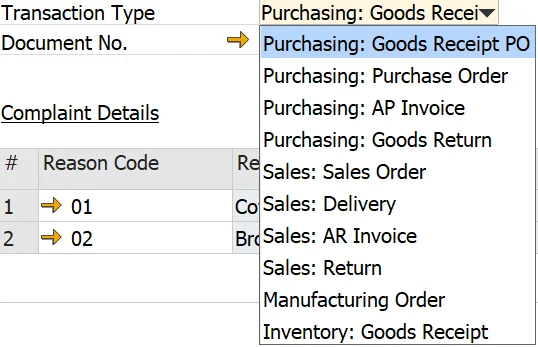 Transaction Type Purchasing: Goods Recei
Document No.
Purchasing: Goods Receipt PO
Purchasing: Purchase Order
Purchasing: AP Invoice
Purchasing: Goods Return
Sales: Sales Order
Sales: Delivery
Sales: AR Invoice
Sales: Return
Manufacturing Order
Inventory: Goods Receipt
Complaint Details
# Reason Code Re
1 01 Co
2 02 Bro